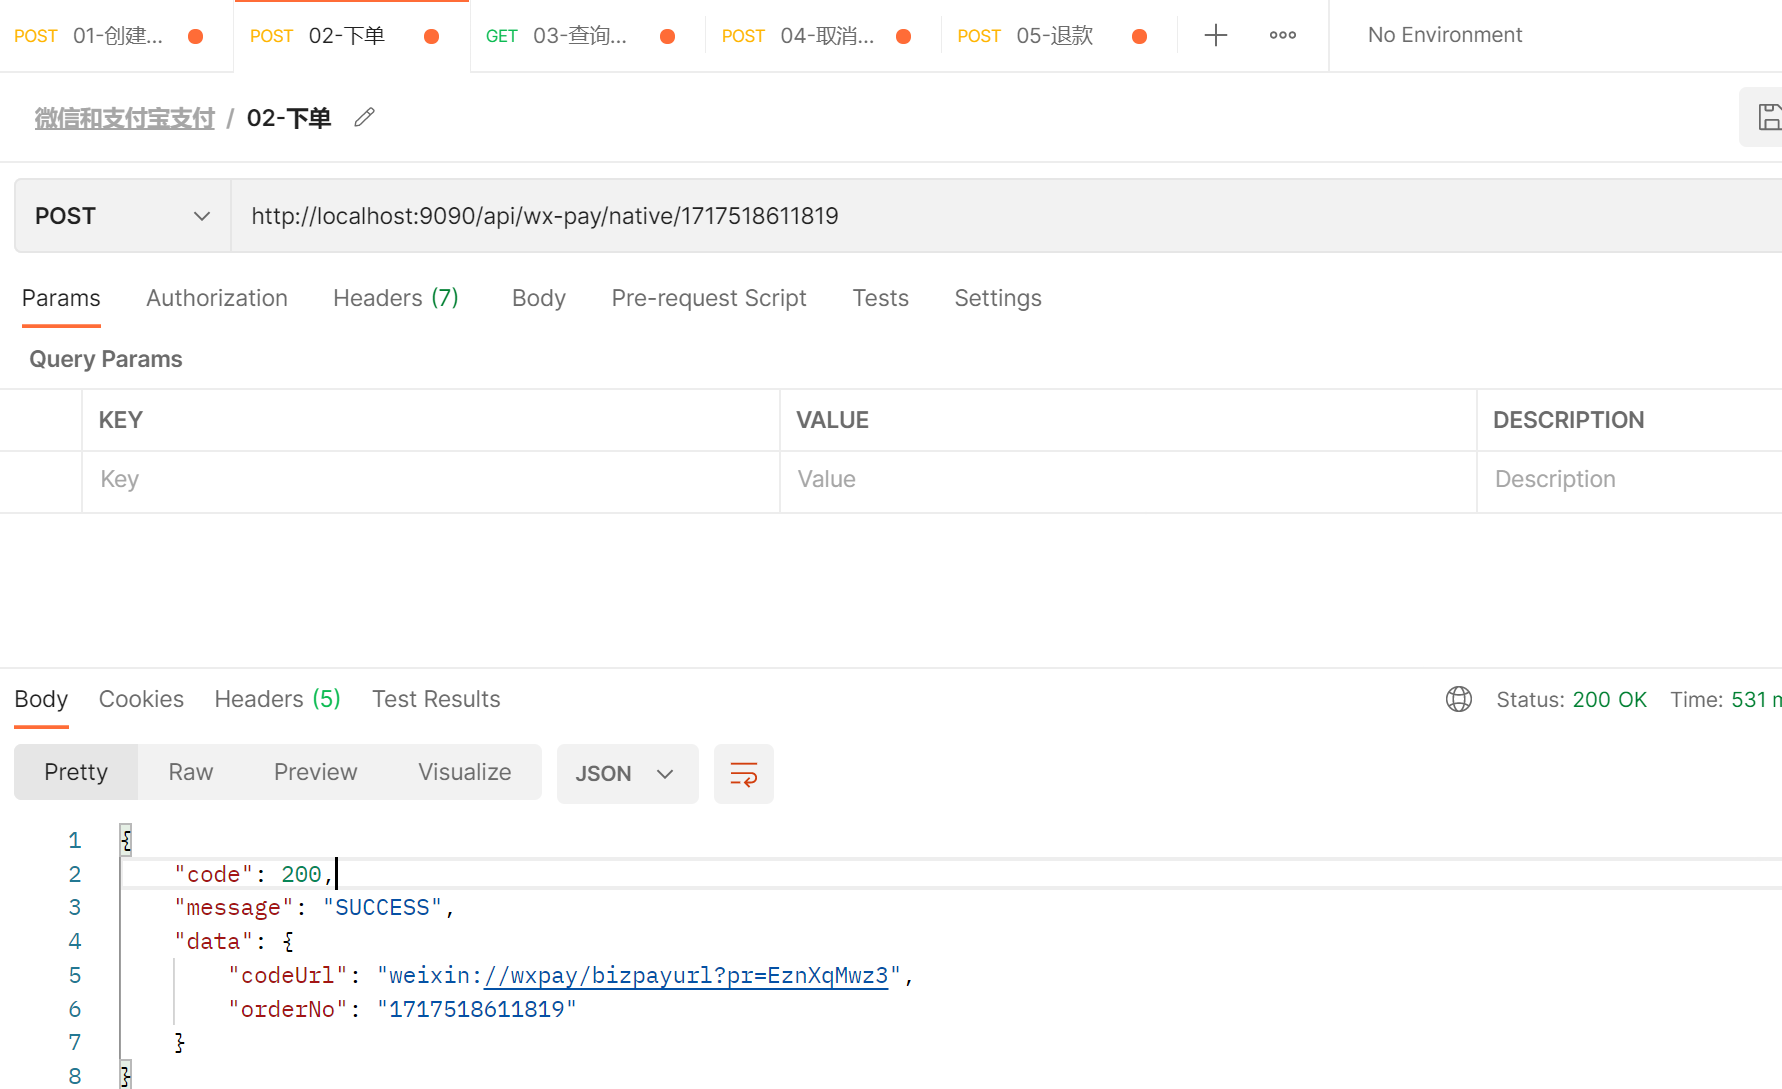 POST 01-创建... POST 02-下单 GET 03-查询... POST 04-取消... POST 05-退款 No Environment
微信和支付宝支付 / 02-下单
POST http://localhost:9090/api/wx-pay/native/1717518611819
Params Authorization Headers (7) Body Pre-request Script Tests Settings
Query Params
KEY VALUE DESCRIPTION
Key Value Description
Body Cookies Headers (5) Test Results Status: 200 OK Time: 531 m
Pretty Raw Preview Visualize JSON
1 {
2 "code": 200,
3 "message": "SUCCESS",
4 "data": {
5 "codeUrl": "weixin://wxpay/bizpayurl?pr=EznXqMwz3",
6 "orderNo": "1717518611819"
7 }
8 }